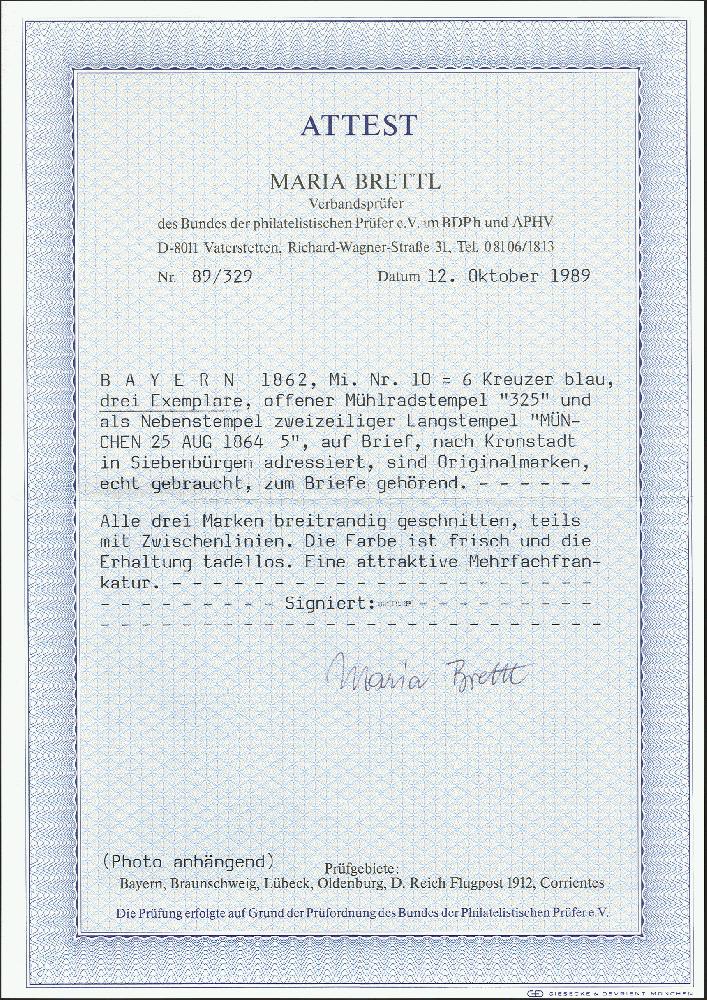 ATTEST
MARIA BRETTL
Verbandsprüfer
des Bundes der philatelistischen Prüfer e.V. im BDPh und APHV
D-8011 Vaterstetten, Richard-Wagner-Straße 31, Tel. 08106/1813
Nr. 89/329 Datum 12. Oktober 1989
B A Y E R N 1862, Mi. Nr. 10 = 6 Kreuzer blau,
drei Exemplare, offener Mühlradstempel "325" und
als Nebenstempel zweizeiliger Langstempel "MÜN-
CHEN 25 AUG 1864 5", auf Brief, nach Kronstadt
in Siebenbürgen adressiert, sind Originalmarken,
echt gebraucht, zum Briefe gehörend. - - - - - -
Alle drei Marken breitrandig geschnitten, teils
mit Zwischenlinien. Die Farbe ist frisch und die
Erhaltung tadellos. Eine attraktive Mehrfachfran-
katur. - - - - - - - - - - - - - - - - - - - - -
- - - - - - - - - Signiert: - - - - - - - - -
- - - - - - - - - - - - - - - - - - - - - - - - -
Maria Brettl
(Photo anhängend)
Prüfgebiete:
Bayern, Braunschweig, Lübeck, Oldenburg, D. Reich Flugpost 1912, Corrientes
Die Prüfung erfolgte auf Grund der Prüfordnung des Bundes der Philatelistischen Prüfer e.V.
GIESECKE & DEVRIENT MÜNCHEN